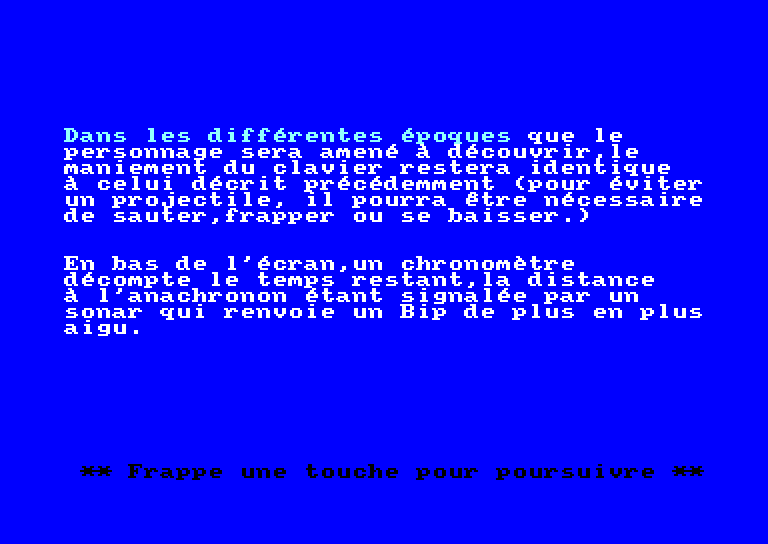 Dans les différentes époques que le
personnage sera amené à découvrir,le
maniement du clavier restera identique
à celui décrit précédemment (pour éviter
un projectile, il pourra être nécessaire
de sauter,frapper ou se baisser.)
En bas de l'écran,un chronomètre
décompte le temps restant,la distance
à l'anachronon étant signalée par un
sonar qui renvoie un Bip de plus en plus
aigu.
** Frappe une touche pour poursuivre **